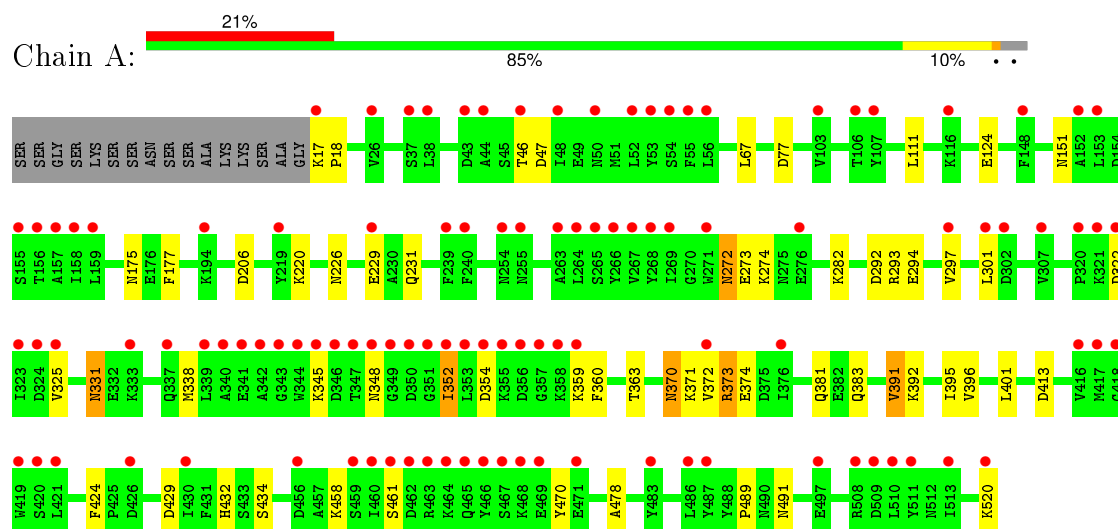 21%
Chain A:
85% 10% • •
SER SER GLY SER LYS SER SER ASN SER SER ALA LYS LYS SER ALA GLY K17 P18 V26 S37 L38 D43 A44 S45 T46 D47 I48 E49 N50 M51 L52 Y53 S54 F55 L56 L67 D77 V103 T106 Y107 L111 K116 E124 F148 N151 A152 L153 D154
S155 T156 A157 I158 L159 N175 E176 F177 K194 D206 Y219 K220 N226 E229 A230 Q231 F239 F240 N254 N255 A263 L264 S265 Y266 V267 Y268 I269 G270 W271 N272 E273 K274 N275 E276 K282 D292 R293 E294 V297 L301 D302 V307 P320 K321 D322
I323 D324 V325 N331 E332 K333 Q337 M338 L339 A340 E341 A342 G343 W344 K345 D346 T347 N348 G349 D350 G351 I352 L353 D354 K355 D356 G357 K358 K359 F360 T363 N370 K371 V372 R373 E374 D375 I376 Q381 E382 Q383 V391 K392 I395 V396 L401 D413 V416 M417 G418
W419 S420 L421 F424 P425 D426 D429 I430 F431 H432 S433 S434 D456 A457 K458 S459 I460 S461 D462 R463 K464 Q465 Y466 S467 K468 E469 Y470 E471 A478 Y483 L486 Y487 Y488 P489 N490 N491 E497 R508 D509 L510 Y511 N512 I513 K520